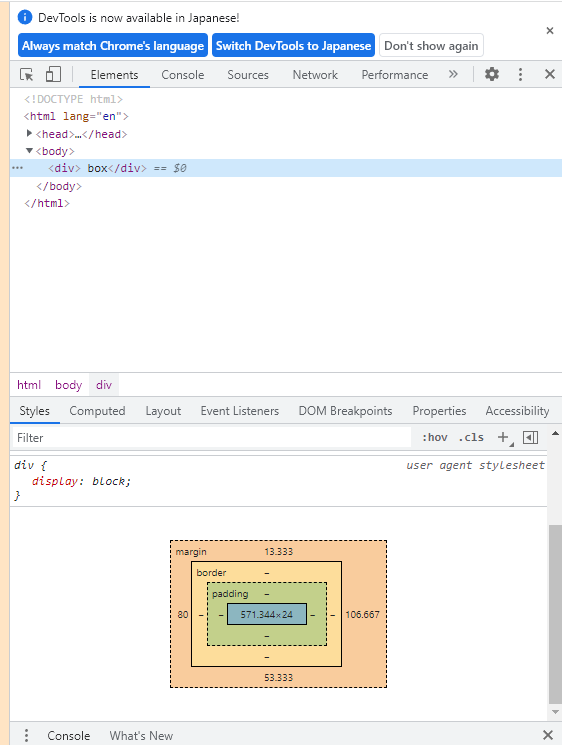 DevTools is now available in Japanese!
Always match Chrome's language Switch DevTools to Japanese Don't show again
Elements Console Sources Network Performance »
<!DOCTYPE html>
<html lang="en">
<head>…</head>
<body>
<div> box</div> == $0
</body>
</html>
html body div
Styles Computed Layout Event Listeners DOM Breakpoints Properties Accessibility
Filter :hov .cls +
div { user agent stylesheet
display: block;
}
margin 13.333
border –
padding –
80 – – 571.344×24 – – 106.667
–
–
53.333
Console What's New